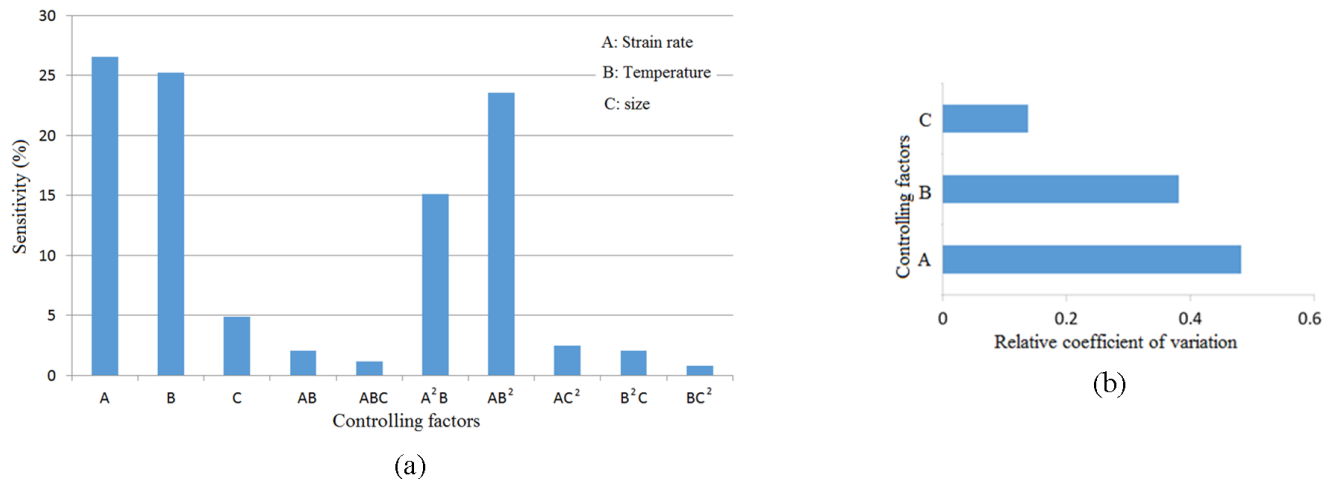 30
25
20
15
10
5
0
Sensitivity (%)
A: Strain rate
B: Temperature
C: size
A B C AB ABC A²B AB² AC² B²C BC²
Controlling factors
(a)
Controlling factors
C
B
A
0 0.2 0.4 0.6
Relative coefficient of variation
(b)